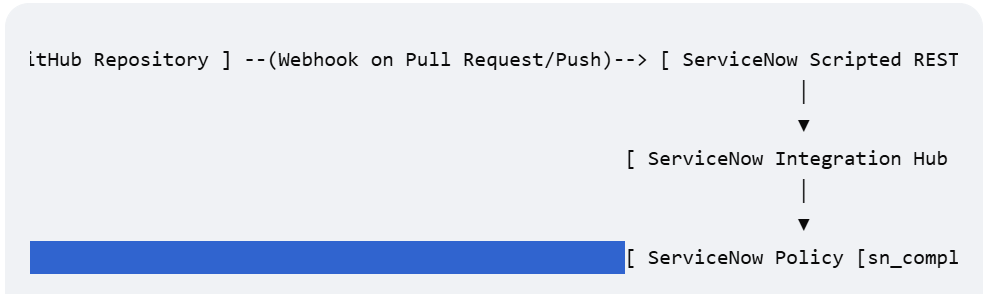 itHub Repository ] --(Webhook on Pull Request/Push)--> [ ServiceNow Scripted REST
│
▼
[ ServiceNow Integration Hub
│
▼
[ ServiceNow Policy [sn_compl